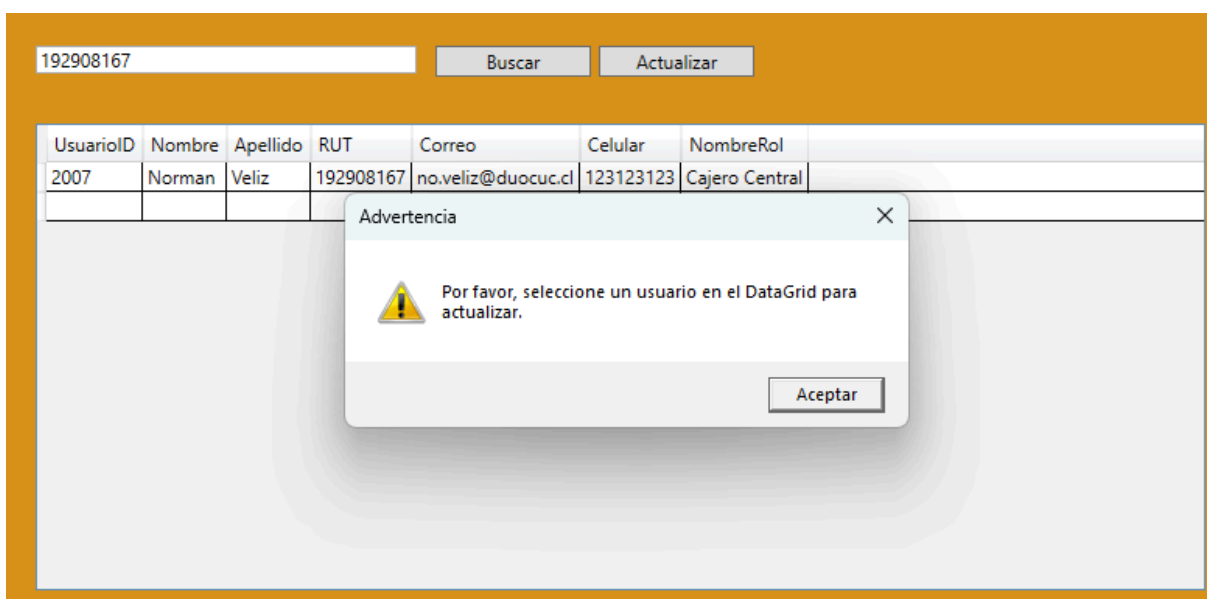 192908167 Buscar Actualizar
UsuarioID Nombre Apellido RUT Correo Celular NombreRol
2007 Norman Veliz 192908167 no.veliz@duocuc.cl 123123123 Cajero Central
Advertencia
Por favor, seleccione un usuario en el DataGrid para
actualizar.
Aceptar